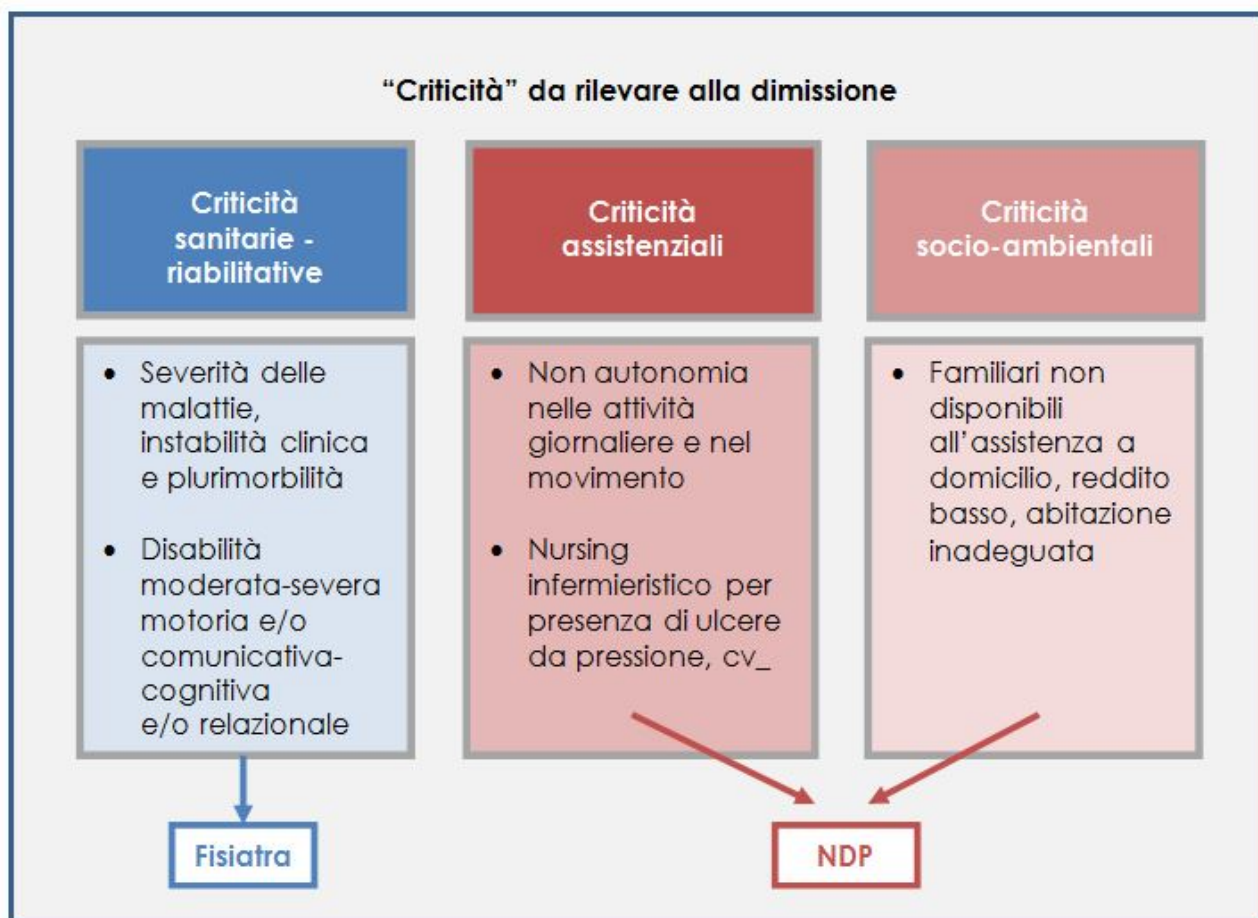 “Criticità” da rilevare alla dimissione
Criticità
sanitarie -
riabilitative
Criticità
assistenziali
Criticità
socio-ambientali
• Severità delle
malattie,
instabilità clinica
e plurimorbilità
• Disabilità
moderata-severa
motoria e/o
comunicativa-
cognitiva
e/o relazionale
• Non autonomia
nelle attività
giornaliere e nel
movimento
• Nursing
infermieristico per
presenza di ulcere
da pressione, cv_
• Familiari non
disponibili
all’assistenza a
domicilio, reddito
basso, abitazione
inadeguata
Fisiatra
NDP